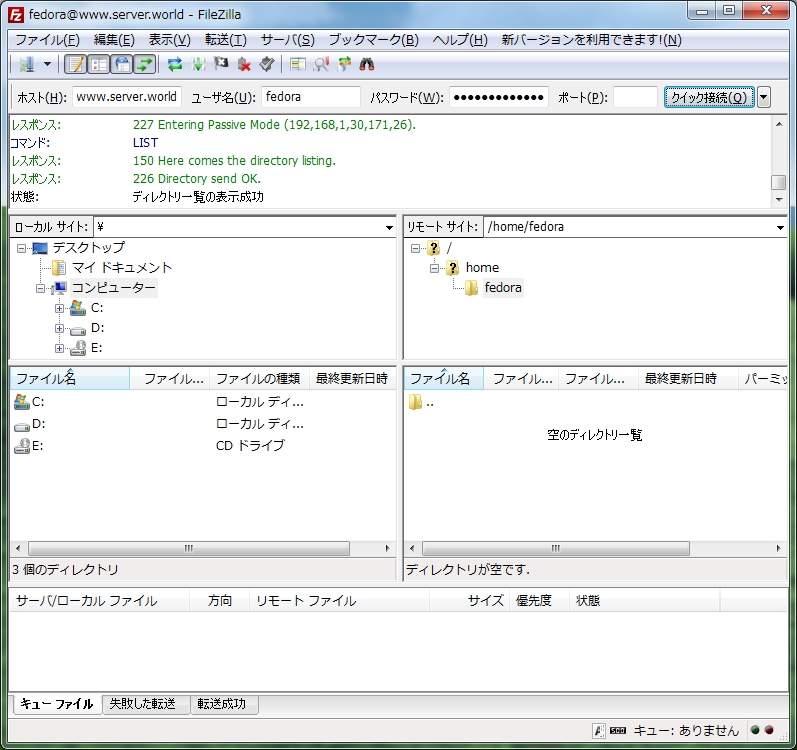 fedora@www.server.world - FileZilla
ファイル(F) 編集(E) 表示(V) 転送(T) サーバ(S) ブックマーク(B) ヘルプ(H) 新バージョンを利用できます!(N)
ホスト(H): www.server.world ユーザ名(U): fedora パスワード(W): ●●●●●●●●●●●●● ポート(P): クイック接続(Q)
レスポンス: 227 Entering Passive Mode (192,168,1,30,171,26).
コマンド: LIST
レスポンス: 150 Here comes the directory listing.
レスポンス: 226 Directory send OK.
状態: ディレクトリ一覧の表示成功
ローカル サイト: ¥
デスクトップ
マイ ドキュメント
コンピューター
C:
D:
E:
リモート サイト: /home/fedora
/
home
fedora
ファイル名 ファイル... ファイルの種類 最終更新日時
C: ローカル ディ...
D: ローカル ディ...
E: CD ドライブ
3 個のディレクトリ
ファイル名 ファイル... ファイル... 最終更新日時 パーミッ
..
空のディレクトリ一覧
ディレクトリが空です.
サーバ/ローカル ファイル 方向 リモート ファイル サイズ 優先度 状態
キュー ファイル 失敗した転送 転送成功
キュー: ありません